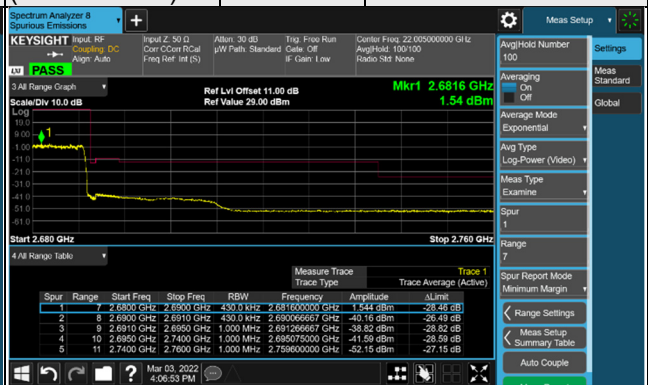 Spectrum Analyzer 8
Spurious Emissions
Meas Setup
KEYSIGHT
Input: RF
Coupling: DC
Align: Auto
Input Z: 50 Ω
Corr CCorr RCal
Freq Ref: Int (S)
Atten: 30 dB
µW Path: Standard
Trig: Free Run
Gate: Off
IF Gain: Low
Center Freq: 22.005000000 GHz
Avg|Hold: 100/100
Radio Std: None
LXI
PASS
3 All Range Graph
Scale/Div 10.0 dB
Ref Lvl Offset 11.00 dB
Ref Value 29.00 dBm
Mkr1 2.6816 GHz
1.54 dBm
Log
19.0
9.00
1
1.00
-11.0
-21.0
-31.0
-41.0
-51.0
-61.0
Start 2.680 GHz
Stop 2.760 GHz
4 All Range Table
Measure Trace Trace 1
Trace Type Trace Average (Active)
Spur Range Start Freq Stop Freq RBW Frequency Amplitude ΔLimit
1 7 2.6800 GHz 2.6900 GHz 430.0 kHz 2.681600000 GHz 1.544 dBm -28.46 dB
2 8 2.6900 GHz 2.6910 GHz 430.0 kHz 2.690066667 GHz -40.16 dBm -26.49 dB
3 9 2.6910 GHz 2.6950 GHz 1.000 MHz 2.691266667 GHz -38.82 dBm -28.82 dB
4 10 2.6950 GHz 2.7400 GHz 1.000 MHz 2.695075000 GHz -41.59 dBm -28.59 dB
5 11 2.7400 GHz 2.7600 GHz 1.000 MHz 2.759600000 GHz -52.15 dBm -27.15 dB
Mar 03, 2022
4:06:53 PM
Avg|Hold Number
100
Averaging
On
Off
Average Mode
Exponential
Avg Type
Log-Power (Video)
Meas Type
Examine
Spur
1
Range
7
Spur Report Mode
Minimum Margin
Range Settings
Meas Setup
Summary Table
Auto Couple
Settings
Meas
Standard
Global